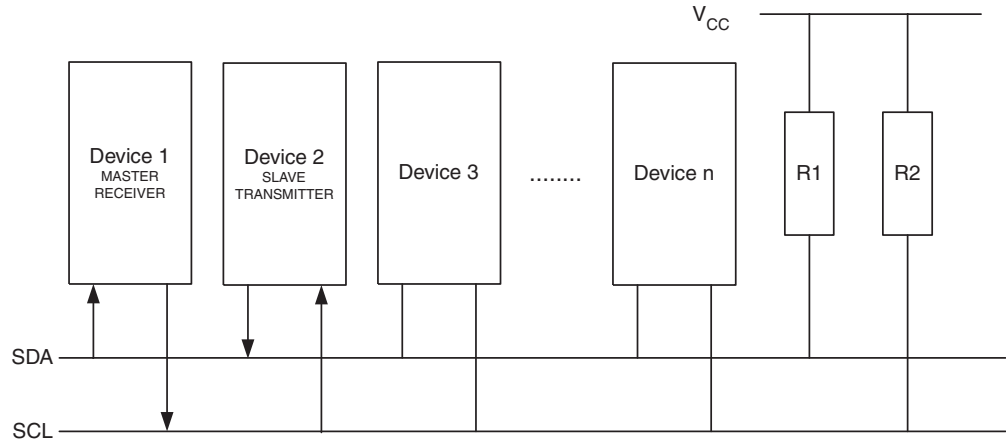 V_CC
Device 1
MASTER
RECEIVER
Device 2
SLAVE
TRANSMITTER
Device 3
........
Device n
R1
R2
SDA
SCL